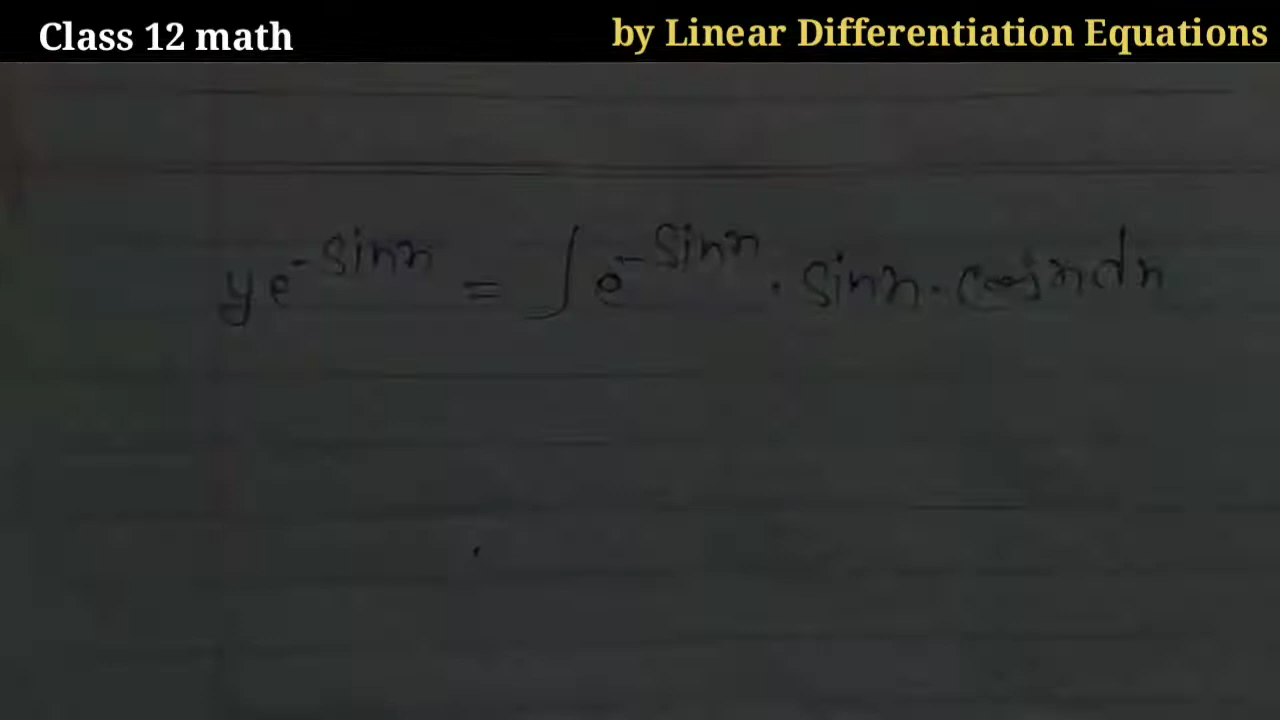 Class 12 math
by Linear Differentiation Equations
ye^{-sinx} = ∫ e^{-sinx} · sinx · cosx dx